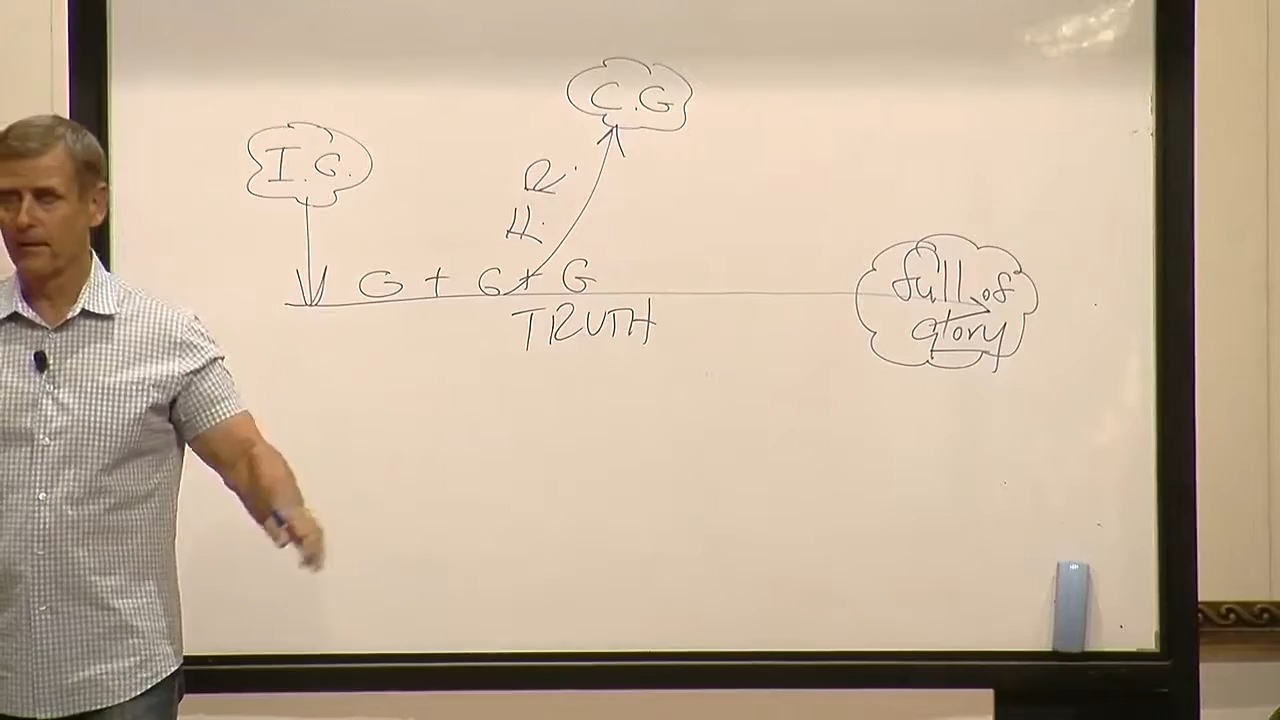 C.G
I.G.
R.
H.
G + G + G
TRUTH
full of
glory